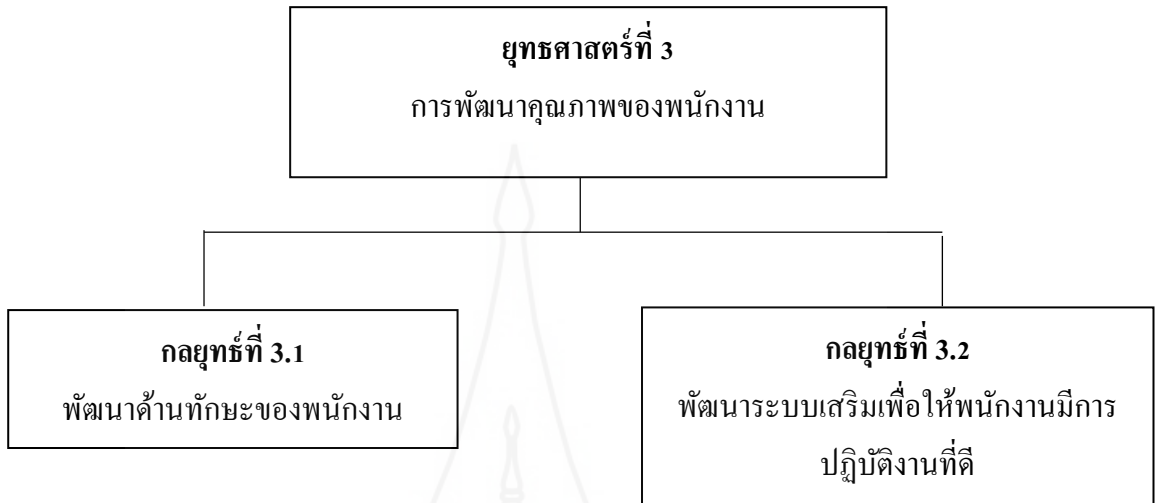 ยุทธศาสตร์ที่ 3
การพัฒนาคุณภาพของพนักงาน
กลยุทธ์ที่ 3.1
พัฒนาด้านทักษะของพนักงาน
กลยุทธ์ที่ 3.2
พัฒนาระบบเสริมเพื่อให้พนักงานมีการ
ปฏิบัติงานที่ดี